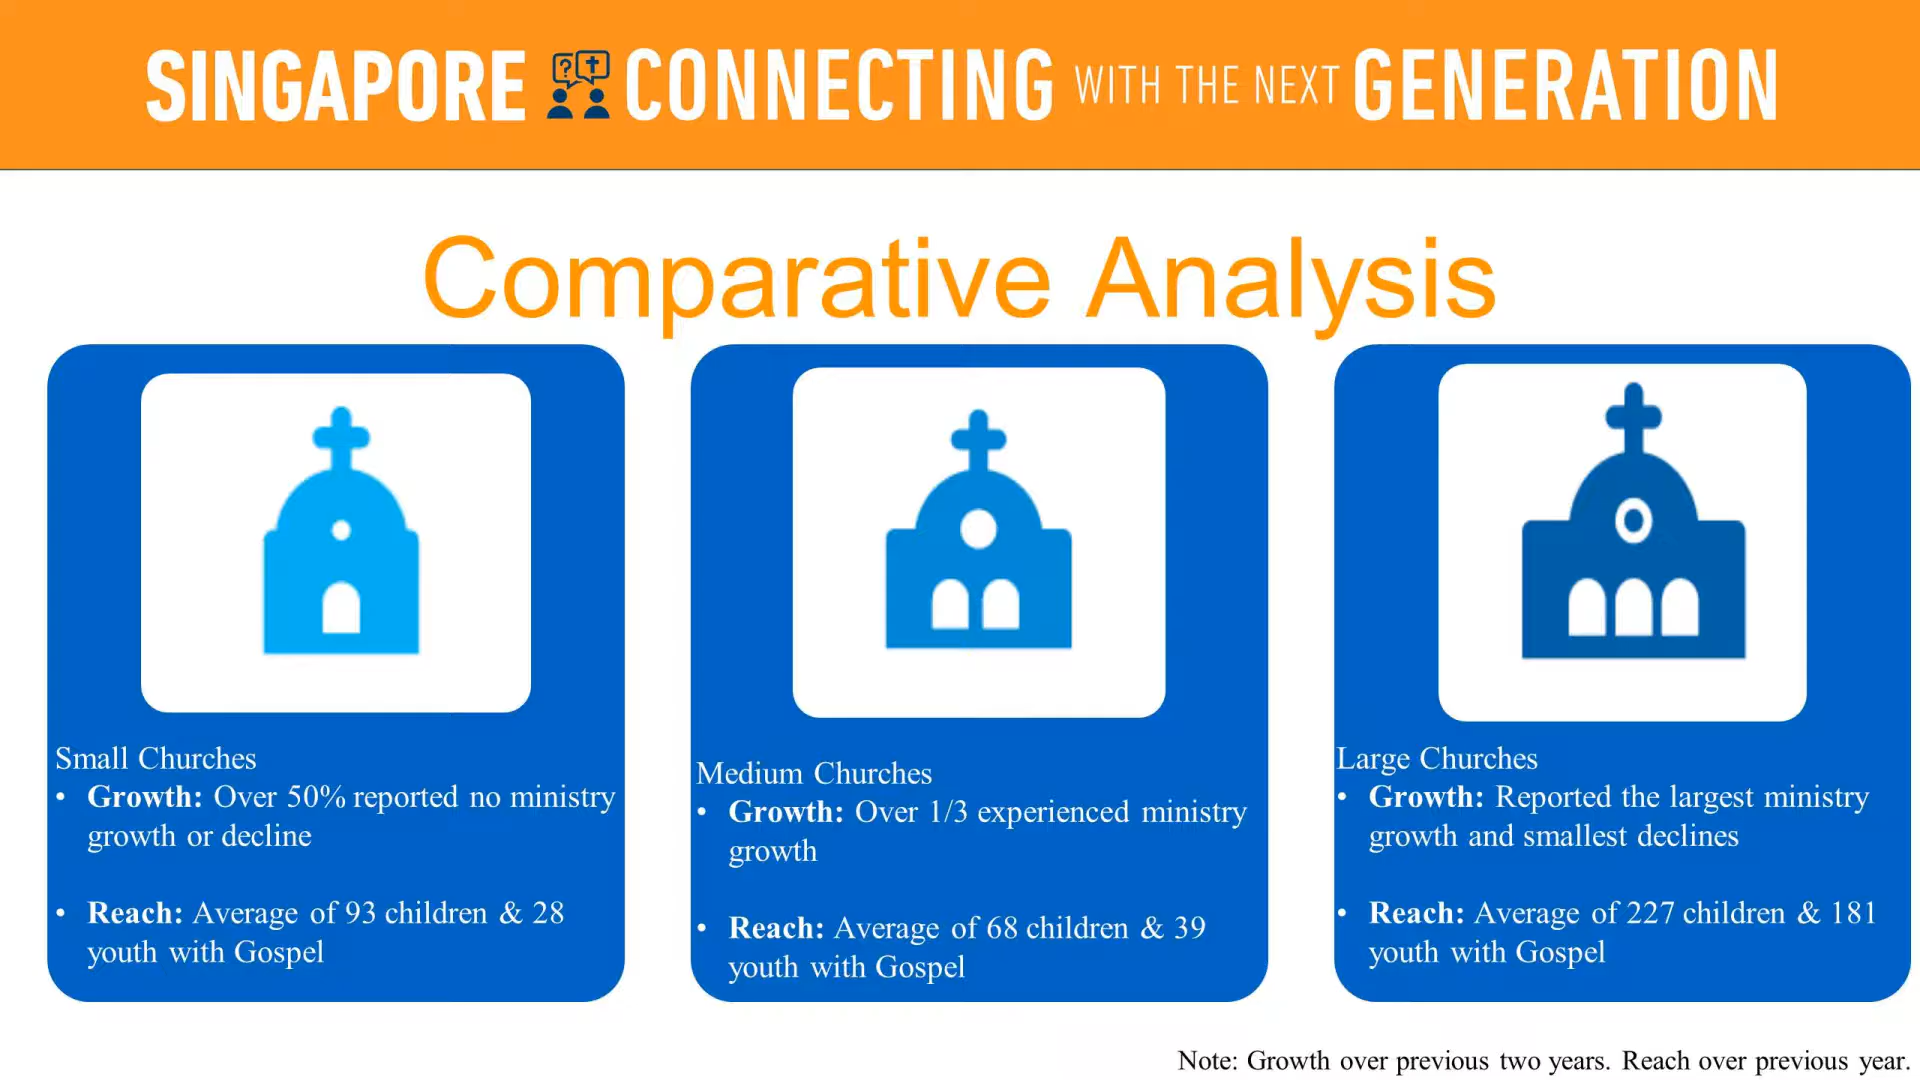 SINGAPORE CONNECTING WITH THE NEXT GENERATION
Comparative Analysis
Small Churches
• Growth: Over 50% reported no ministry
growth or decline
• Reach: Average of 93 children & 28
youth with Gospel
Medium Churches
• Growth: Over 1/3 experienced ministry
growth
• Reach: Average of 68 children & 39
youth with Gospel
Large Churches
• Growth: Reported the largest ministry
growth and smallest declines
• Reach: Average of 227 children & 181
youth with Gospel
Note: Growth over previous two years. Reach over previous year.